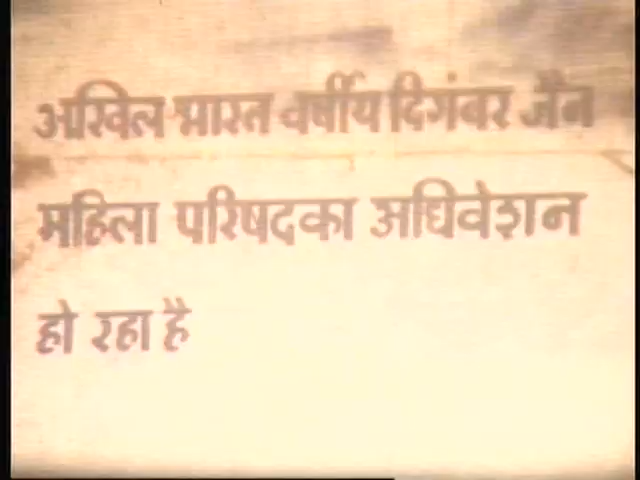 अखिल भारत वर्षीय दिगंबर जैन
महिला परिषदका अधिवेशन
हो रहा है